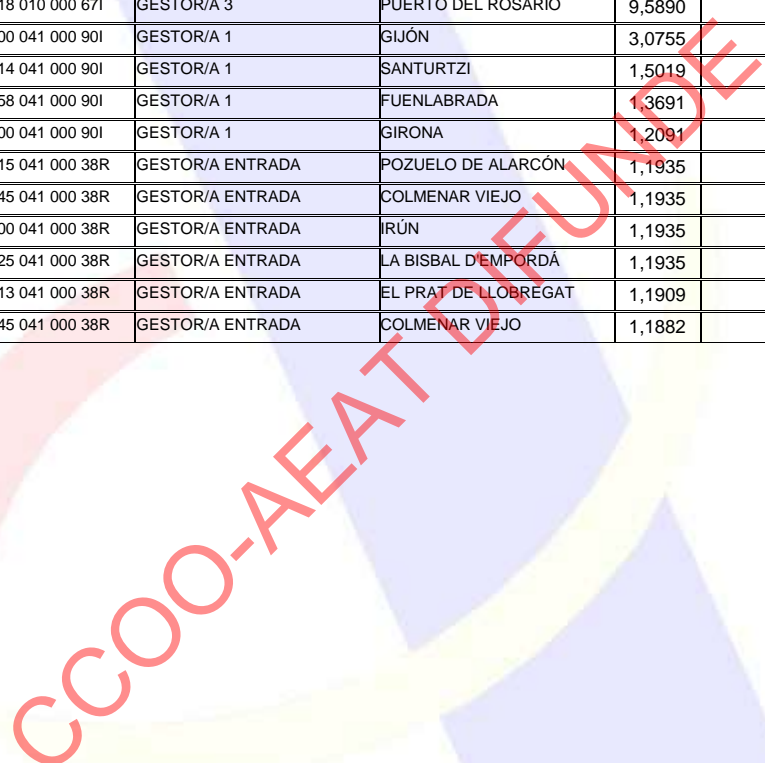 18 010 000 67I GESTOR/A 3 PUERTO DEL ROSARIO 9,5890
00 041 000 90I GESTOR/A 1 GIJÓN 3,0755
14 041 000 90I GESTOR/A 1 SANTURTZI 1,5019
58 041 000 90I GESTOR/A 1 FUENLABRADA 1,3691
00 041 000 90I GESTOR/A 1 GIRONA 1,2091
15 041 000 38R GESTOR/A ENTRADA POZUELO DE ALARCÓN 1,1935
45 041 000 38R GESTOR/A ENTRADA COLMENAR VIEJO 1,1935
00 041 000 38R GESTOR/A ENTRADA IRÚN 1,1935
25 041 000 38R GESTOR/A ENTRADA LA BISBAL D'EMPORDÁ 1,1935
13 041 000 38R GESTOR/A ENTRADA EL PRAT DE LLOBREGAT 1,1909
45 041 000 38R GESTOR/A ENTRADA COLMENAR VIEJO 1,1882
CCOO-AEAT DIFUNDE